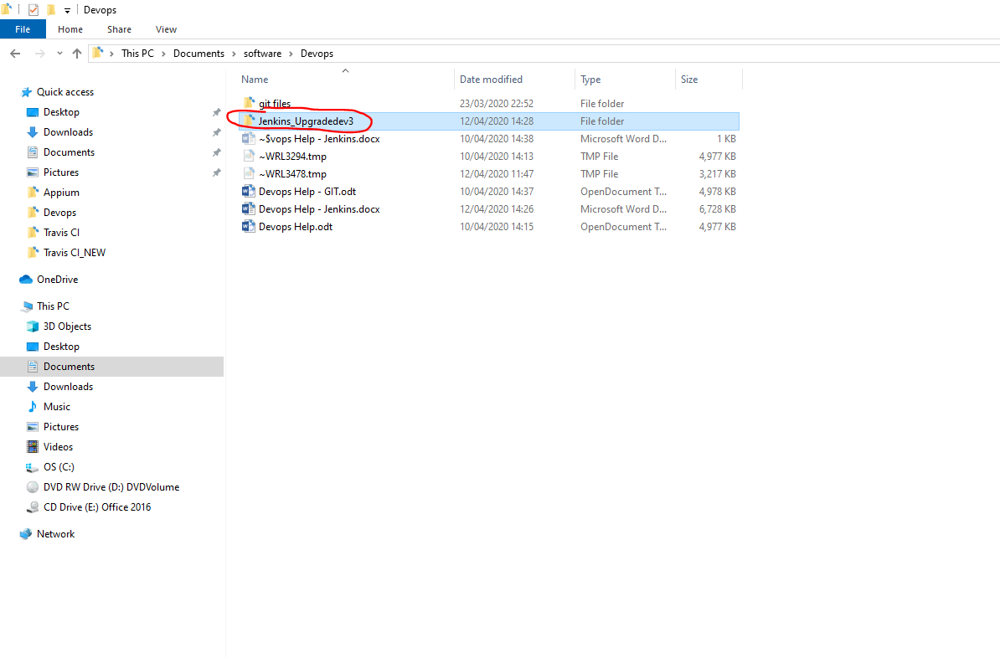 Devops
File Home Share View
This PC Documents software Devops
Name Date modified Type Size
Quick access
Desktop
Downloads
Documents
Pictures
Appium
Devops
Travis CI
Travis CI_NEW
OneDrive
This PC
3D Objects
Desktop
Documents
Downloads
Music
Pictures
Videos
OS (C:)
DVD RW Drive (D:) DVDVolume
CD Drive (E:) Office 2016
Network
git files 23/03/2020 22:52 File folder
Jenkins_Upgradedev3 12/04/2020 14:28 File folder
~$vops Help - Jenkins.docx 10/04/2020 14:38 Microsoft Word D... 1 KB
~WRL3294.tmp 10/04/2020 14:13 TMP File 4,977 KB
~WRL3478.tmp 12/04/2020 11:47 TMP File 3,217 KB
Devops Help - GIT.odt 10/04/2020 14:37 OpenDocument T... 4,978 KB
Devops Help - Jenkins.docx 12/04/2020 14:26 Microsoft Word D... 6,728 KB
Devops Help.odt 10/04/2020 14:15 OpenDocument T... 4,977 KB